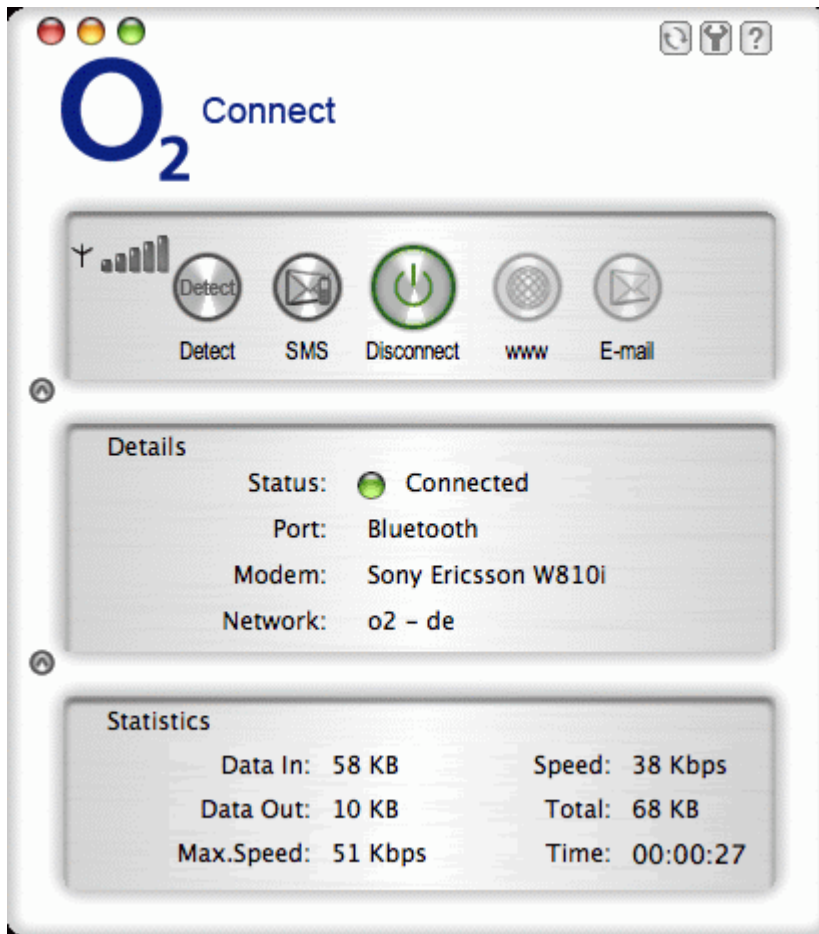 ?
O2 Connect
Detect
Detect SMS Disconnect www E-mail
Details
Status: Connected
Port: Bluetooth
Modem: Sony Ericsson W810i
Network: o2 – de
Statistics
Data In: 58 KB Speed: 38 Kbps
Data Out: 10 KB Total: 68 KB
Max.Speed: 51 Kbps Time: 00:00:27